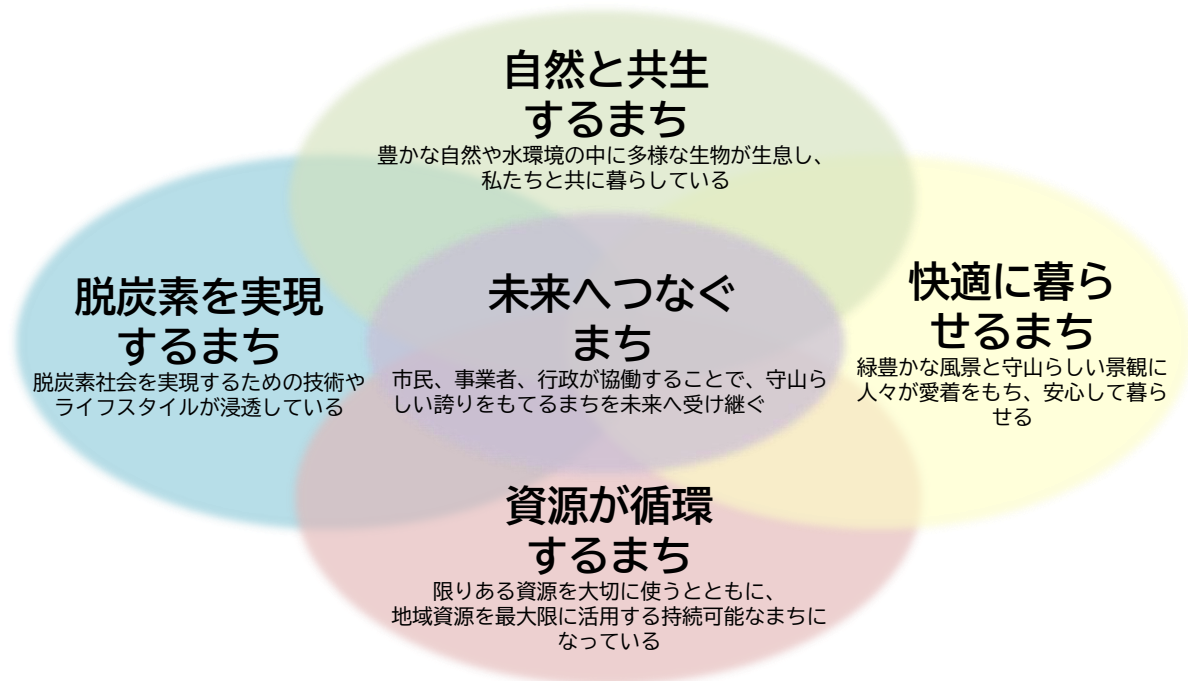 自然と共生
するまち
豊かな自然や水環境の中に多様な生物が生息し、
私たちと共に暮らしている
脱炭素を実現
するまち
脱炭素社会を実現するための技術や
ライフスタイルが浸透している
未来へつなぐ
まち
市民、事業者、行政が協働することで、守山ら
しい誇りをもてるまちを未来へ受け継ぐ
快適に暮ら
せるまち
緑豊かな風景と守山らしい景観に
人々が愛着をもち、安心して暮ら
せる
資源が循環
するまち
限りある資源を大切に使うとともに、
地域資源を最大限に活用する持続可能なまちに
なっている